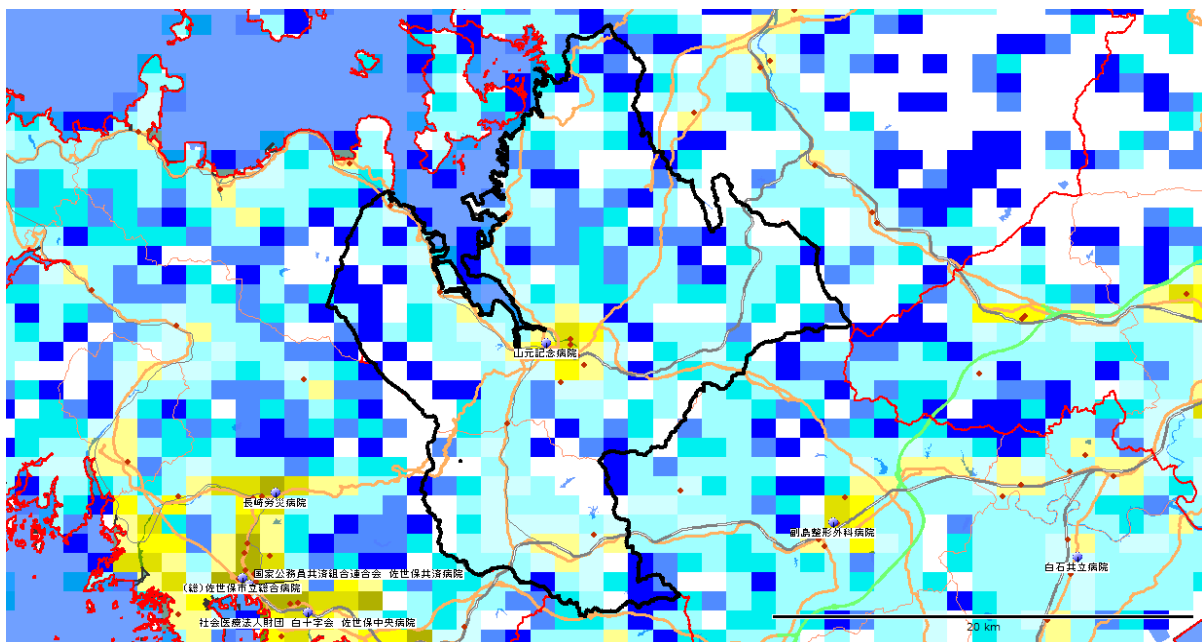 山元記念病院
長崎労災病院
副島整形外科病院
白石共立病院
国家公務員共済組合連合会 佐世保共済病院
(総)佐世保市立総合病院
社会医療法人財団 白十字会 佐世保中央病院
20 km